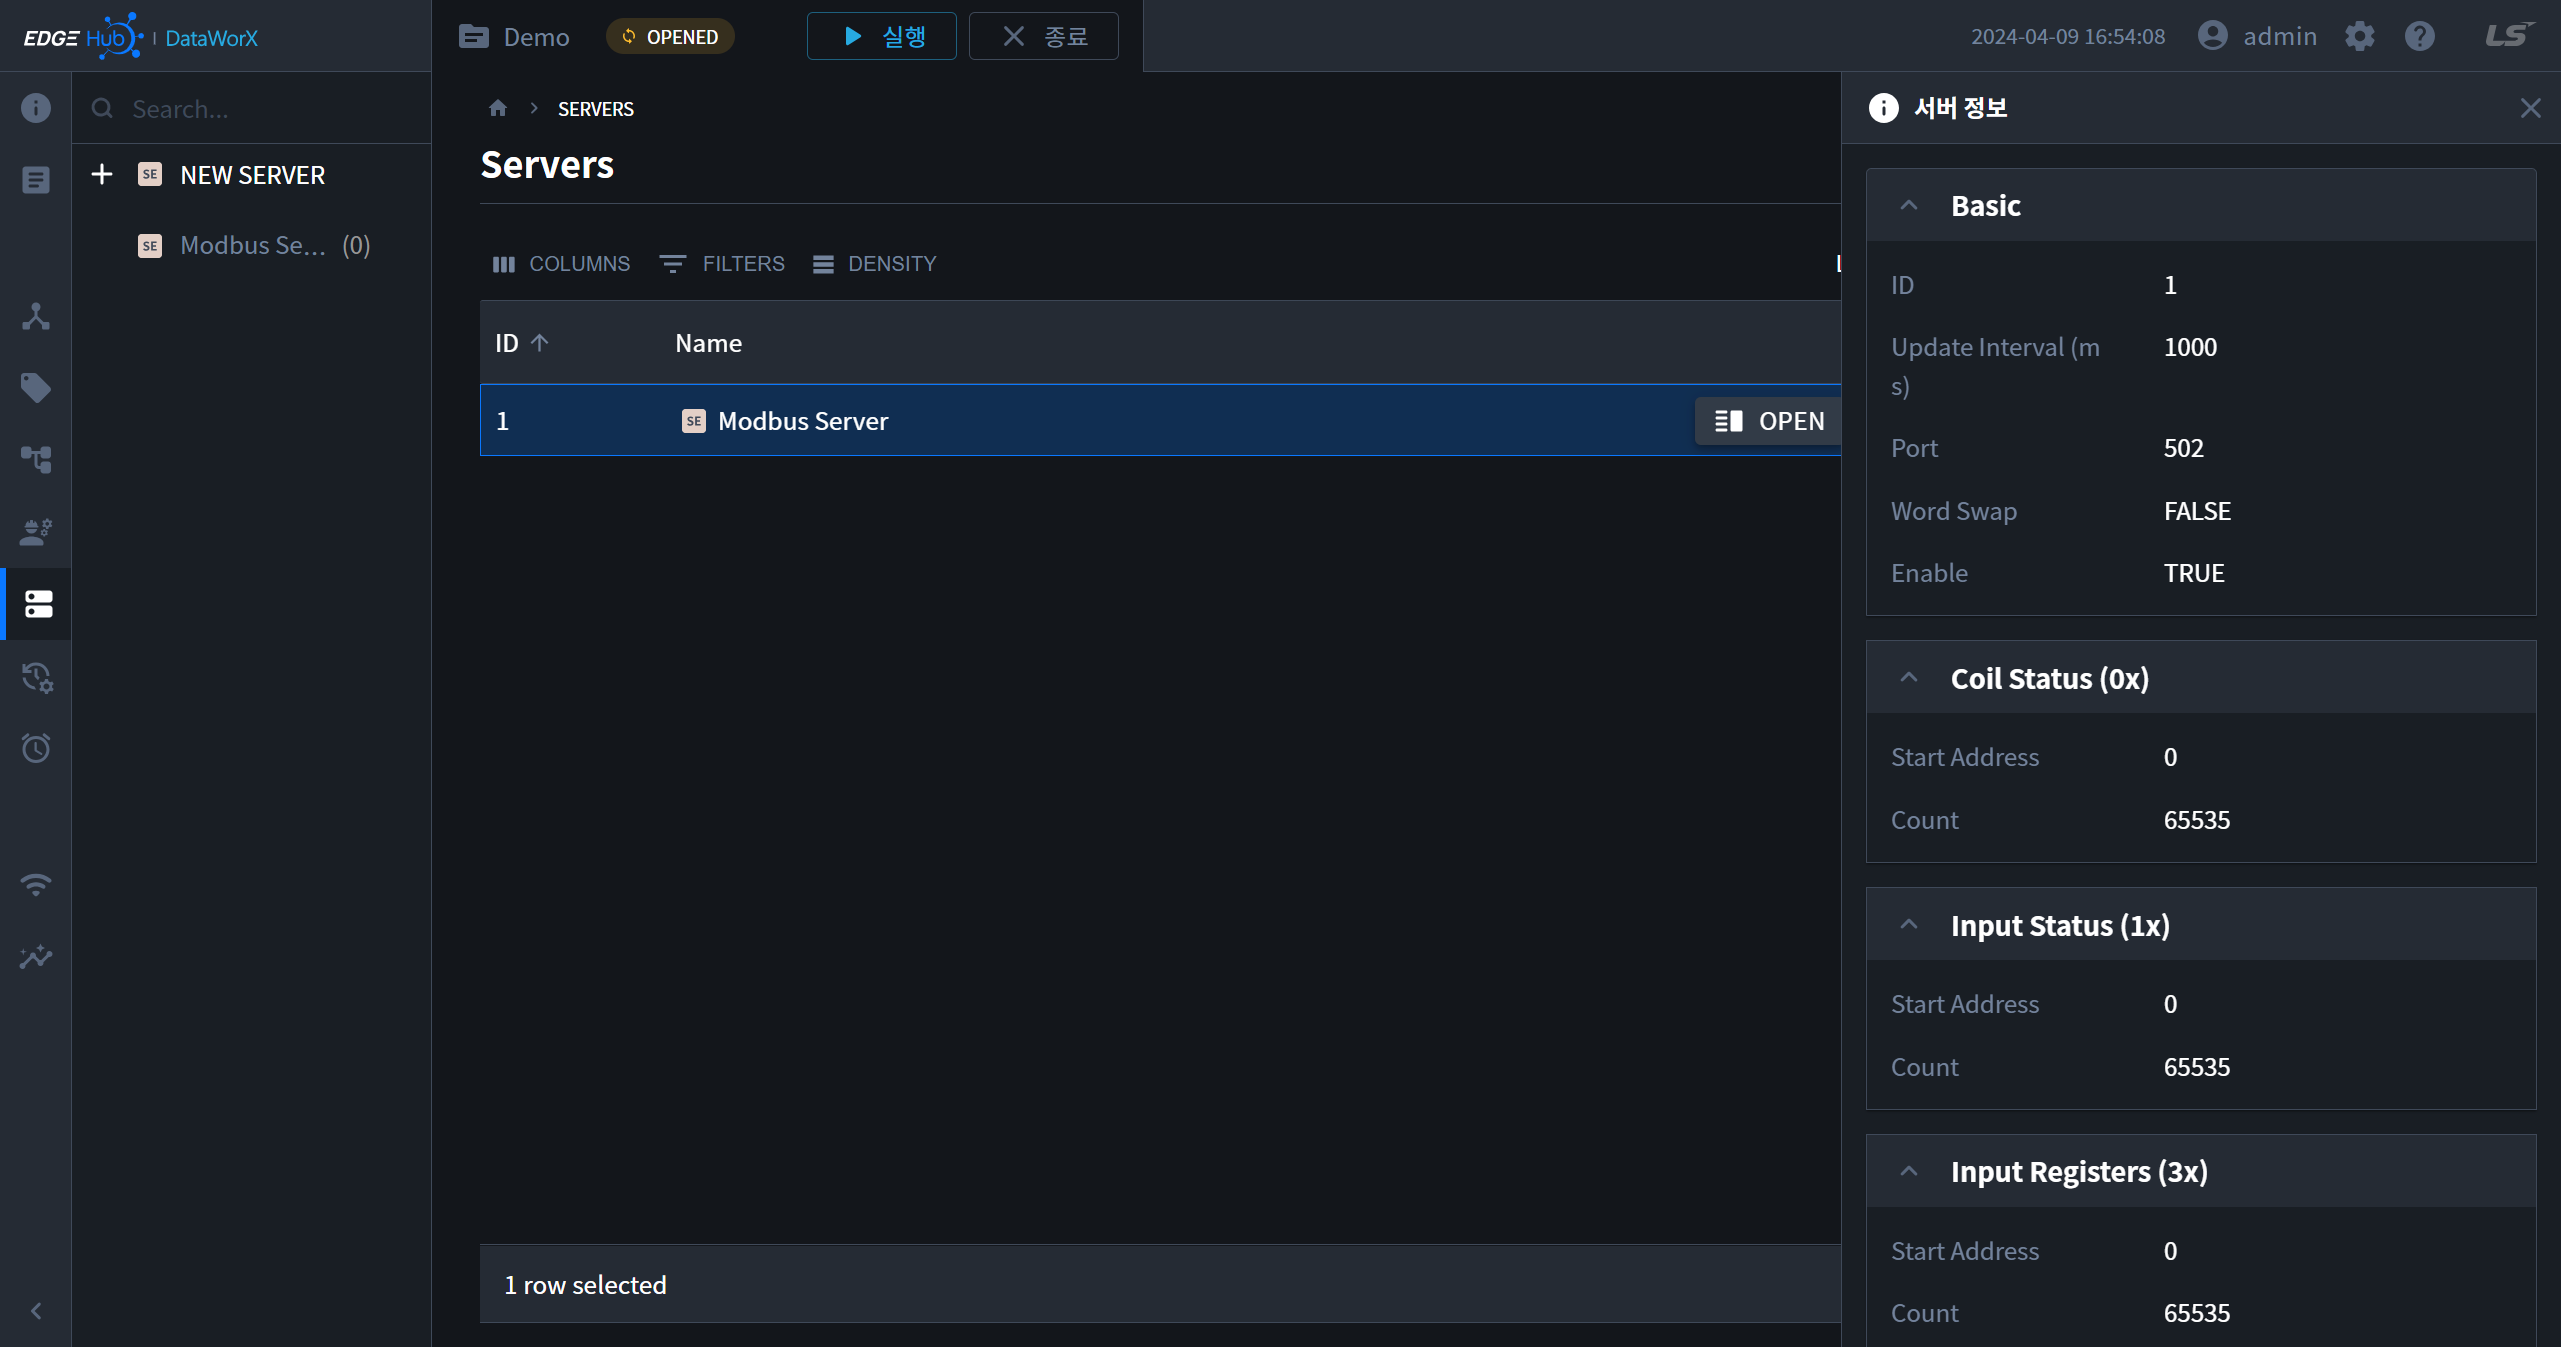 EDGE Hub | DataWorX
Demo
OPENED
실행
종료
2024-04-09 16:54:08
admin
LS
Search...
NEW SERVER
SE
Modbus Se... (0)
SE
SERVERS
Servers
COLUMNS
FILTERS
DENSITY
ID
Name
1
SE
Modbus Server
OPEN
1 row selected
서버 정보
Basic
ID
1
Update Interval (m
s)
1000
Port
502
Word Swap
FALSE
Enable
TRUE
Coil Status (0x)
Start Address
0
Count
65535
Input Status (1x)
Start Address
0
Count
65535
Input Registers (3x)
Start Address
0
Count
65535